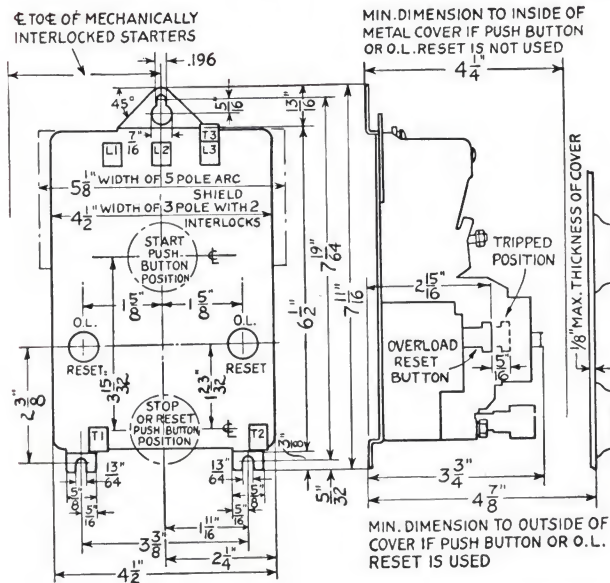 ℄ TO ℄ OF MECHANICALLY
INTERLOCKED STARTERS
.196
45°
5/16
13/16
7/16
L1
L2
T3
L3
5 1/8" WIDTH OF 5 POLE ARC
SHIELD
4 1/2" WIDTH OF 3 POLE WITH 2
INTERLOCKS
START
PUSH
BUTTON
POSITION
℄
1 5/8"
1 5/8"
6 1/2"
7 19/64"
7 11/16"
O.L.
RESET
O.L.
RESET
3 15/32"
1 23/32"
2 3/8"
STOP
OR RESET
PUSH BUTTON
POSITION
℄
T1
T2
13/64
13/64
5/8
5/8
5/16
5/16
5/32"
1 11/16"
3 3/8"
2 1/4"
4 1/2"
MIN. DIMENSION TO INSIDE OF
METAL COVER IF PUSH BUTTON
OR O.L. RESET IS NOT USED
4 1/4"
1/8" MAX. THICKNESS OF COVER
TRIPPED
POSITION
2 15/16"
OVERLOAD
RESET
BUTTON
5/16"
3 3/4"
4 7/8"
MIN. DIMENSION TO OUTSIDE OF
COVER IF PUSH BUTTON OR O.L.
RESET IS USED